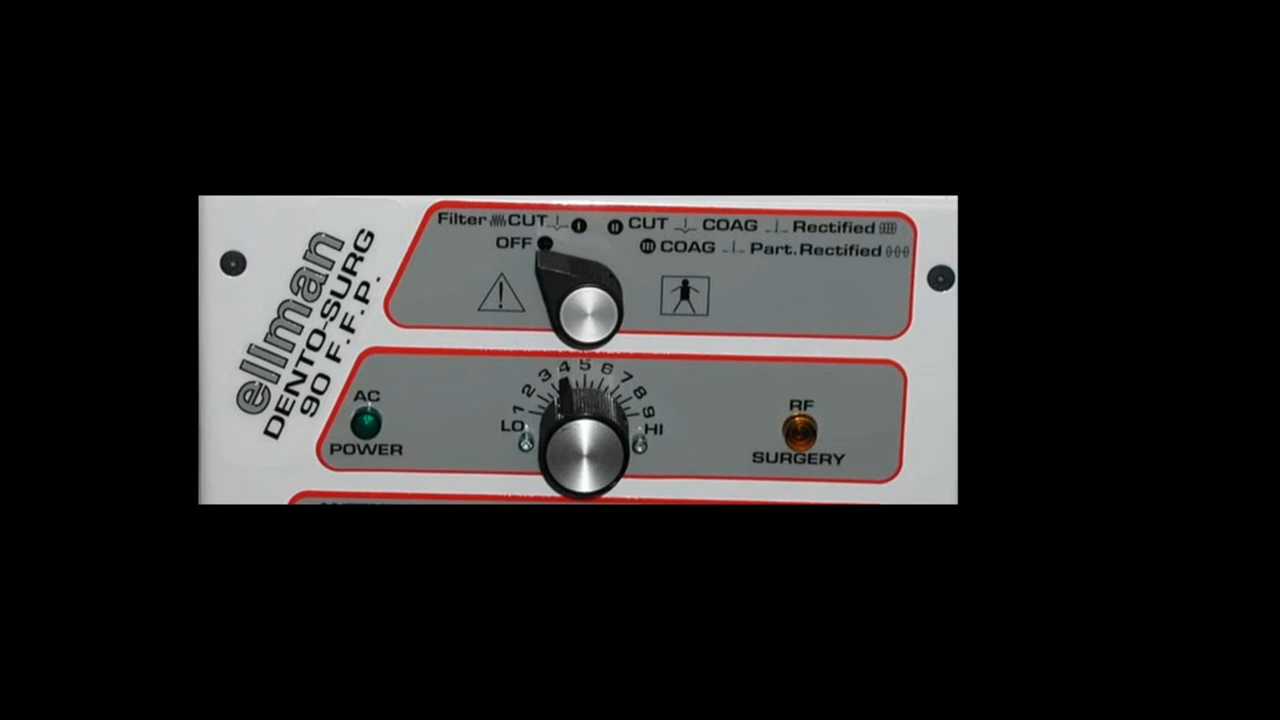 ellman
DENTO-SURG
90 F.F.P.
Filter CUT I II CUT COAG Rectified
OFF III COAG Part.Rectified
1 2 3 4 5 6 7 8 9
LO HI
AC
POWER
RF
SURGERY